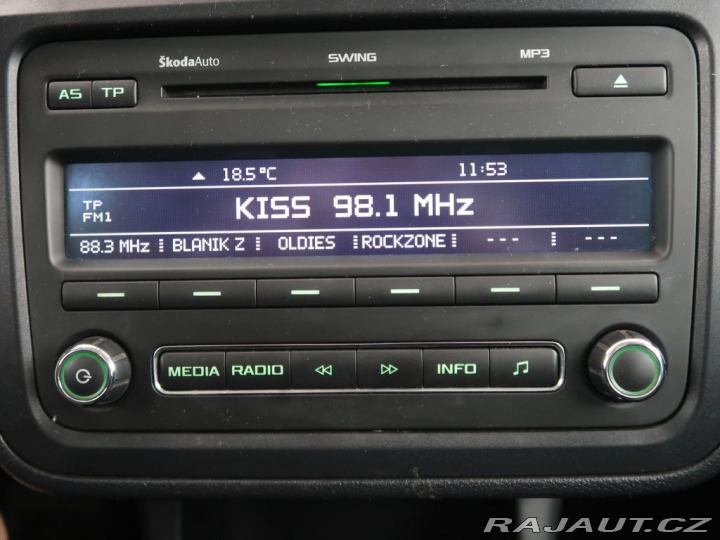 ŠkodaAuto SWING MP3
AS TP
18.5°C 11:53
TP
FM1
KISS 98.1 MHz
88.3 MHz BLANIK Z OLDIES ROCKZONE --- ---
MEDIA RADIO INFO
RAJAUT.CZ